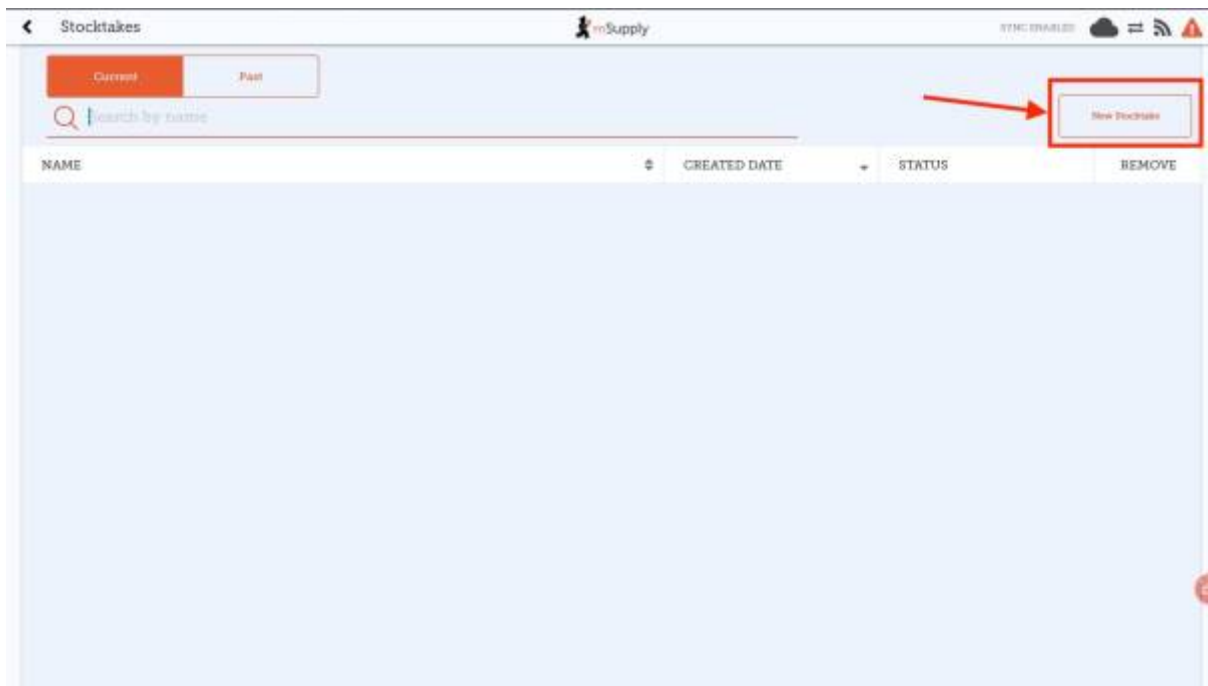 Stocktakes
mSupply
SYNC ENABLED
Current
Past
Search by name
New Stocktake
NAME
CREATED DATE
STATUS
REMOVE